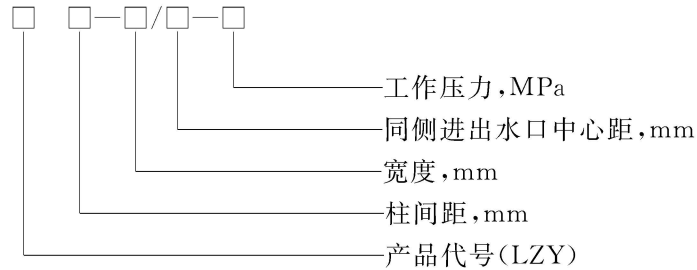 □ □—□/□—□
工作压力,MPa
同侧进出水口中心距,mm
宽度,mm
柱间距,mm
产品代号(LZY)